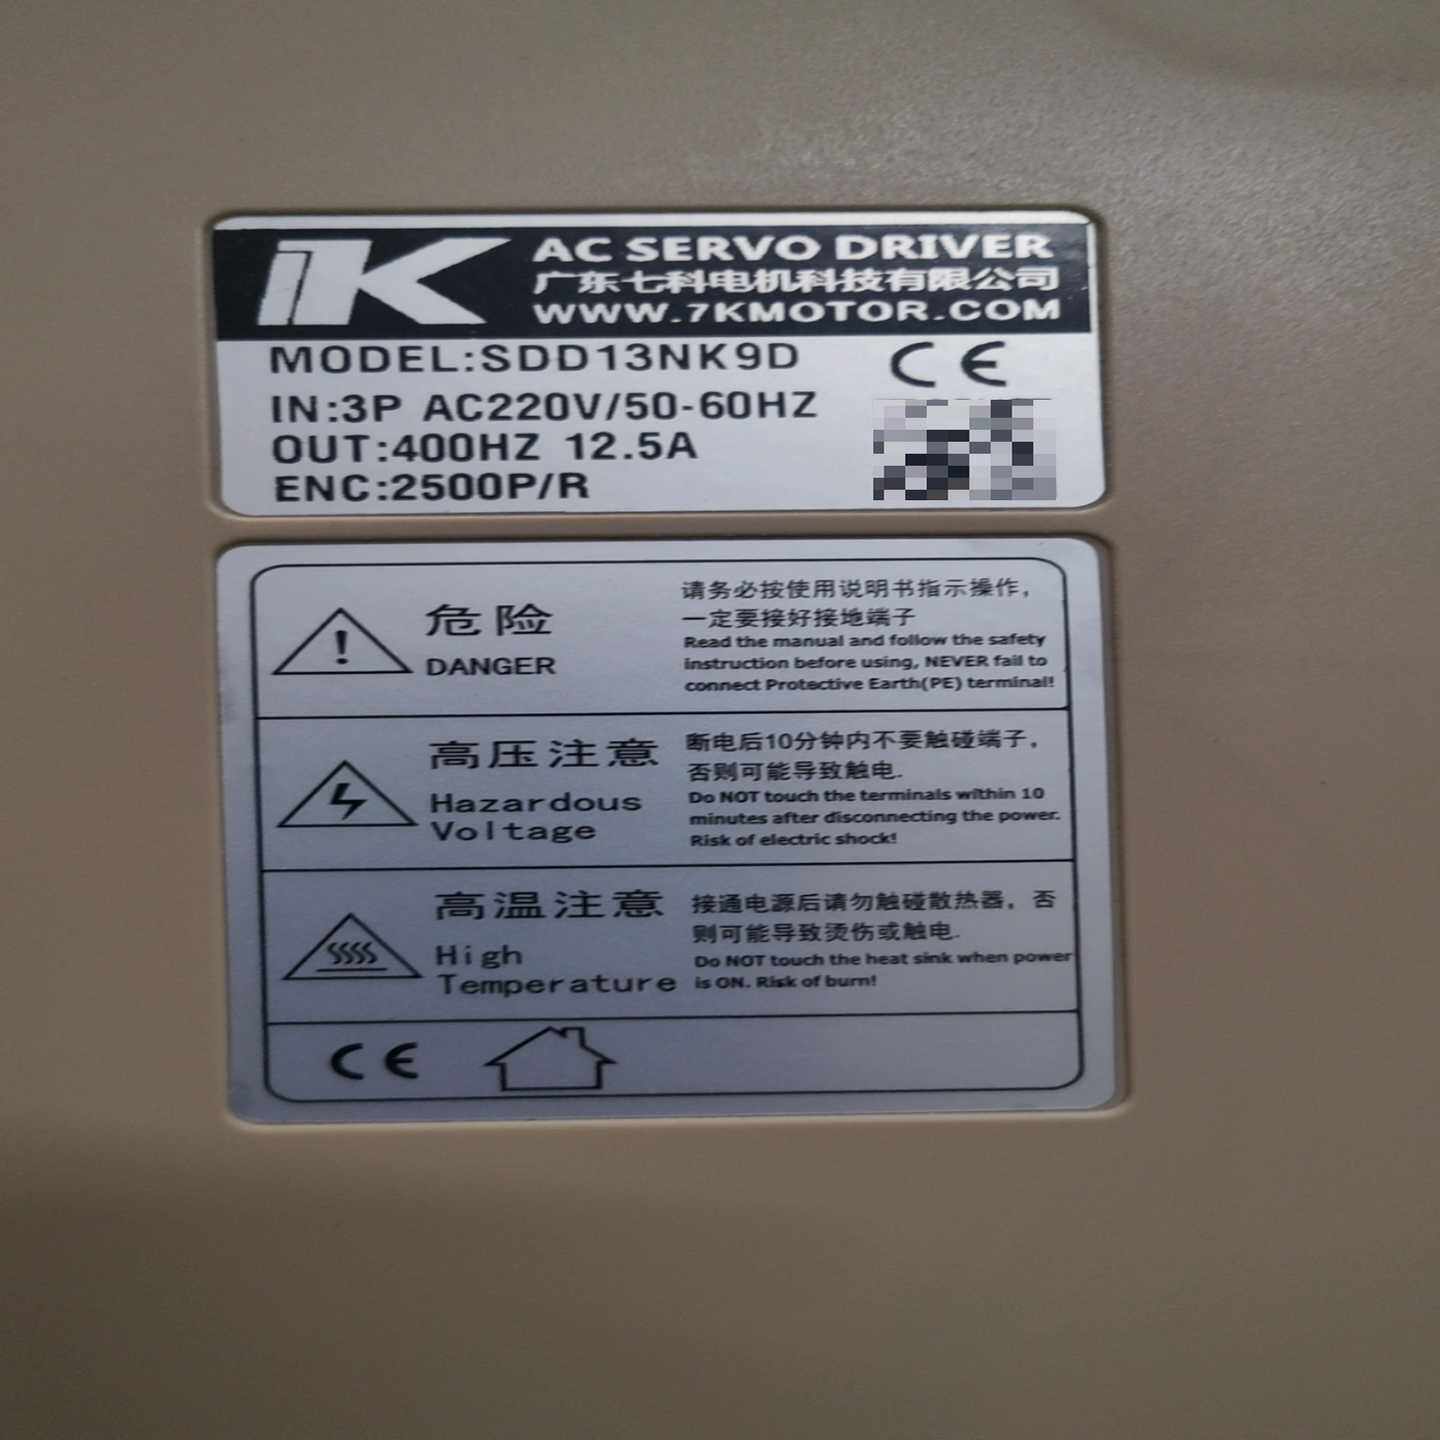 7K
AC SERVO DRIVER
广东七科电机科技有限公司
WWW.7KMOTOR.COM
MODEL:SDD13NK9D
IN:3P AC220V/50-60HZ
OUT:400HZ 12.5A
ENC:2500P/R
CE
危险
DANGER
请务必按使用说明书指示操作，
一定要接好接地端子
Read the manual and follow the safety
instruction before using, NEVER fail to
connect Protective Earth(PE) terminal!
高压注意
Hazardous
Voltage
断电后10分钟内不要触碰端子，
否则可能导致触电.
Do NOT touch the terminals within 10
minutes after disconnecting the power.
Risk of electric shock!
高温注意
High
Temperature
接通电源后请勿触碰散热器，否
则可能导致烫伤或触电.
Do NOT touch the heat sink when power
is ON. Risk of burn!
CE